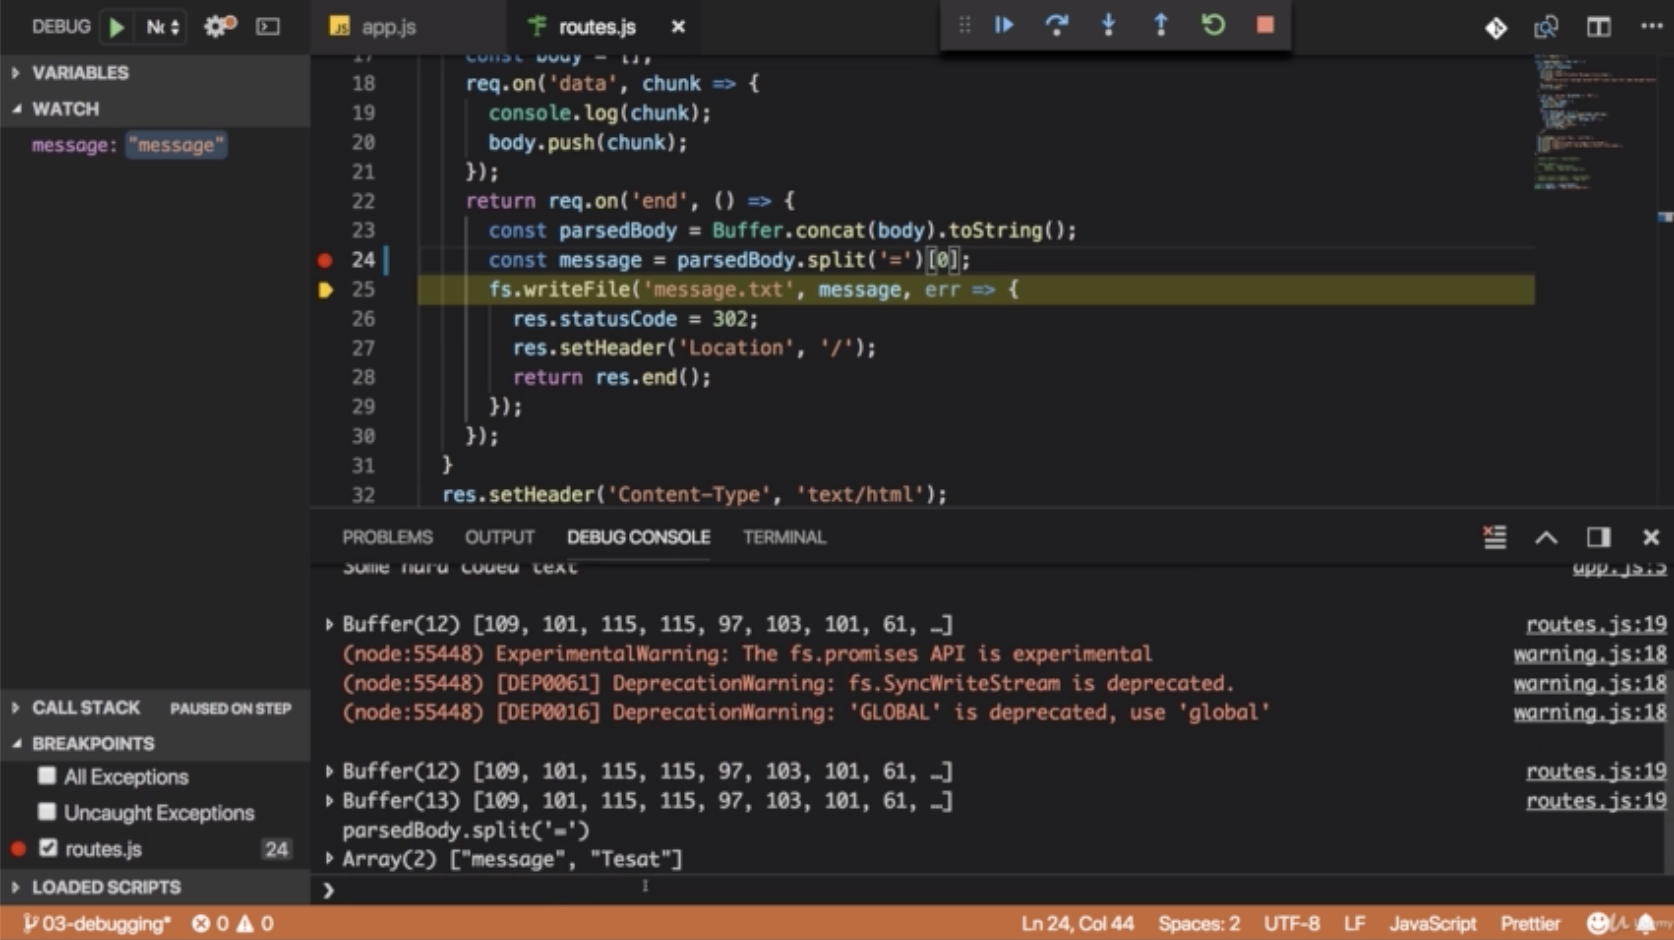 DEBUG
app.js
routes.js
VARIABLES
WATCH
message: "message"
17 const body = [];
18 req.on('data', chunk => {
19 console.log(chunk);
20 body.push(chunk);
21 });
22 return req.on('end', () => {
23 const parsedBody = Buffer.concat(body).toString();
24 const message = parsedBody.split('=')[0];
25 fs.writeFile('message.txt', message, err => {
26 res.statusCode = 302;
27 res.setHeader('Location', '/');
28 return res.end();
29 });
30 });
31 }
32 res.setHeader('Content-Type', 'text/html');
PROBLEMS OUTPUT DEBUG CONSOLE TERMINAL
Some hard coded text app.js:5
Buffer(12) [109, 101, 115, 115, 97, 103, 101, 61, …] routes.js:19
(node:55448) ExperimentalWarning: The fs.promises API is experimental warning.js:18
(node:55448) [DEP0061] DeprecationWarning: fs.SyncWriteStream is deprecated. warning.js:18
(node:55448) [DEP0016] DeprecationWarning: 'GLOBAL' is deprecated, use 'global' warning.js:18
Buffer(12) [109, 101, 115, 115, 97, 103, 101, 61, …] routes.js:19
Buffer(13) [109, 101, 115, 115, 97, 103, 101, 61, …] routes.js:19
parsedBody.split('=')
Array(2) ["message", "Tesat"]
CALL STACK PAUSED ON STEP
BREAKPOINTS
All Exceptions
Uncaught Exceptions
routes.js 24
LOADED SCRIPTS
03-debugging* 0 0
Ln 24, Col 44 Spaces: 2 UTF-8 LF JavaScript Prettier